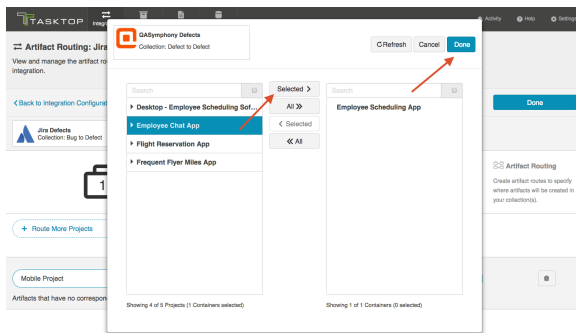 TASKTOP
Integr
Activity
Help
Settings
Artifact Routing: Jira
View and manage the artifact ro
integration.
Back to Integration Configurat
Jira Defects
Collection: Bug to Defect
1
+ Route More Projects
Mobile Project
Artifacts that have no correspon
QASymphony Defects
Collection: Defect to Defect
Refresh
Cancel
Done
Search
Desktop - Employee Scheduling Sof...
Employee Chat App
Flight Reservation App
Frequent Flyer Miles App
Showing 4 of 5 Projects (1 Containers selected)
Selected >
All >>
< Selected
<< All
Search
Employee Scheduling App
Showing 1 of 1 Containers (0 selected)
Done
Artifact Routing
Create artifact routes to specify
where artifacts will be created in
your collection(s).